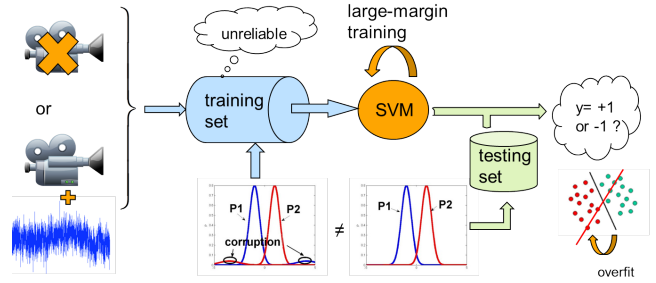 large-margin
training
unreliable
or
training
set
SVM
y= +1
or -1 ?
testing
set
P1
P2
corruption
≠
P1
P2
overfit